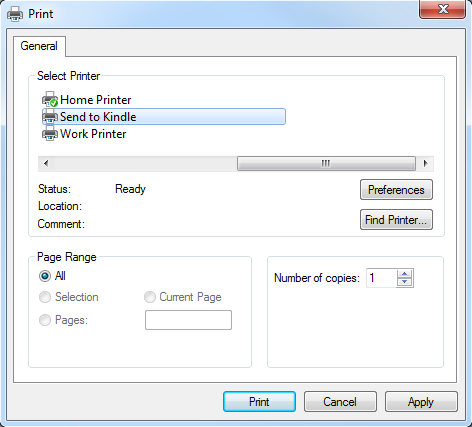 Print
General
Select Printer
Home Printer
Send to Kindle
Work Printer
Status: Ready
Preferences
Location:
Comment:
Find Printer...
Page Range
All
Selection
Current Page
Pages:
Number of copies: 1
Print
Cancel
Apply